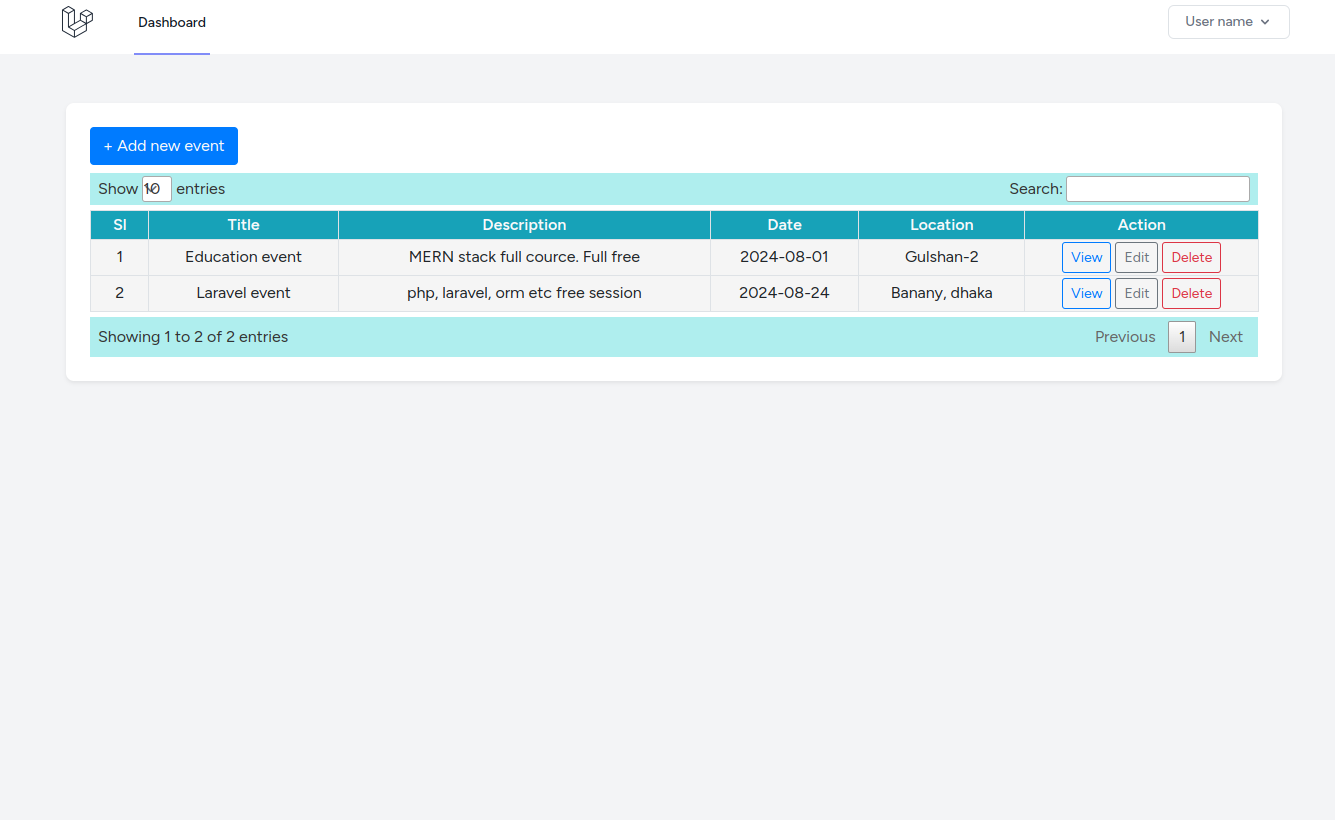 Dashboard User name
+ Add new event
Show 10 entries Search:
Sl Title Description Date Location Action
1 Education event MERN stack full cource. Full free 2024-08-01 Gulshan-2 View Edit Delete
2 Laravel event php, laravel, orm etc free session 2024-08-24 Banany, dhaka View Edit Delete
Showing 1 to 2 of 2 entries Previous 1 Next